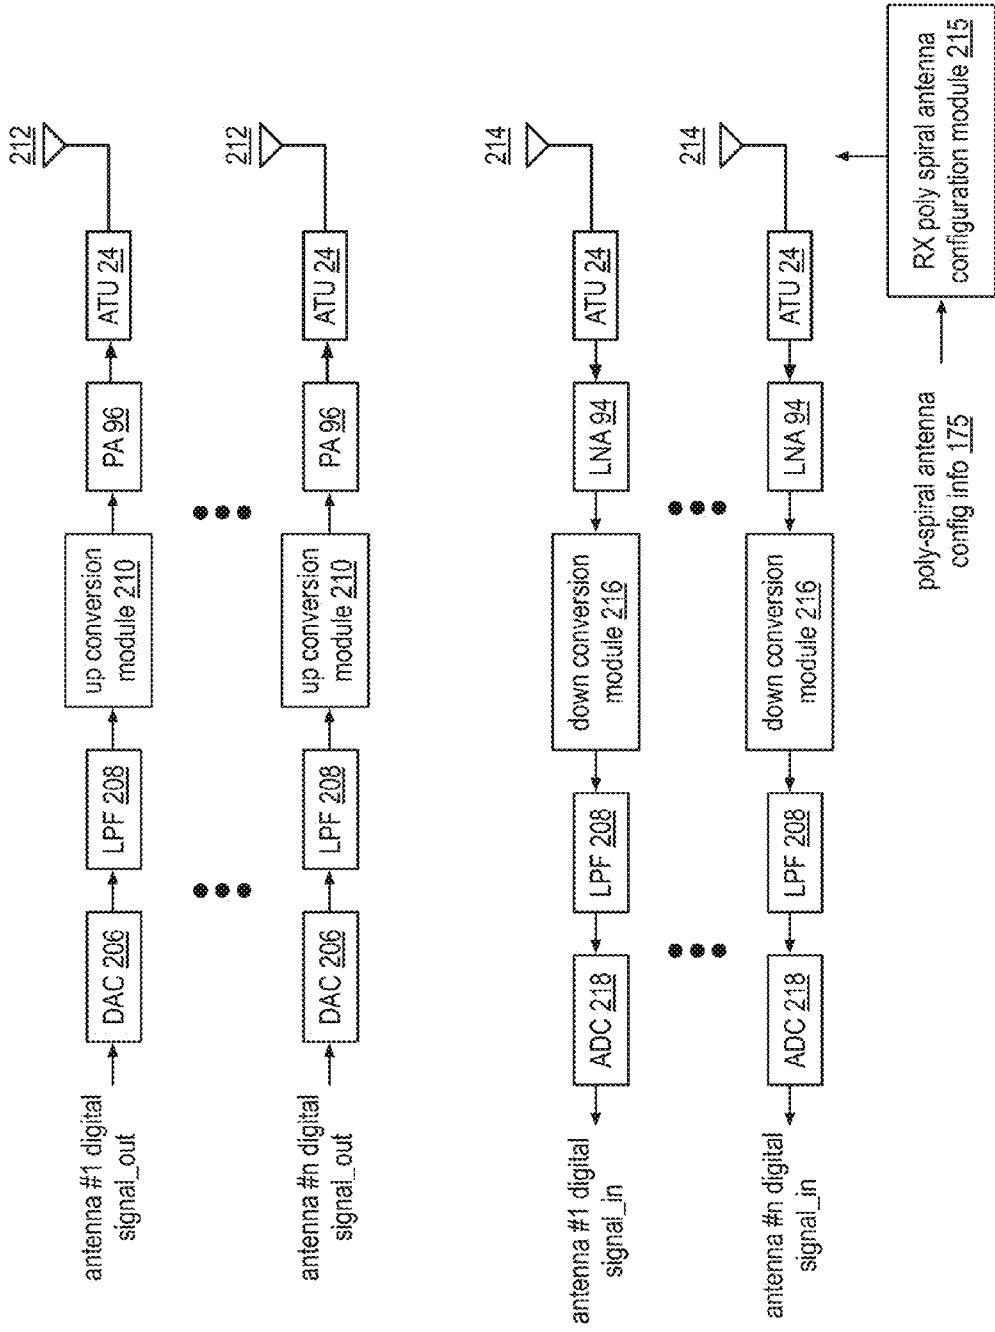 antenna #1 digital
signal_out
DAC 206
LPF 208
up conversion
module 210
PA 96
ATU 24
212
antenna #n digital
signal_out
DAC 206
LPF 208
up conversion
module 210
PA 96
ATU 24
212
antenna #1 digital
signal_in
ADC 218
LPF 208
down conversion
module 216
LNA 94
ATU 24
214
antenna #n digital
signal_in
ADC 218
LPF 208
down conversion
module 216
LNA 94
ATU 24
214
poly-spiral antenna
config info 175
RX poly spiral antenna
configuration module 215